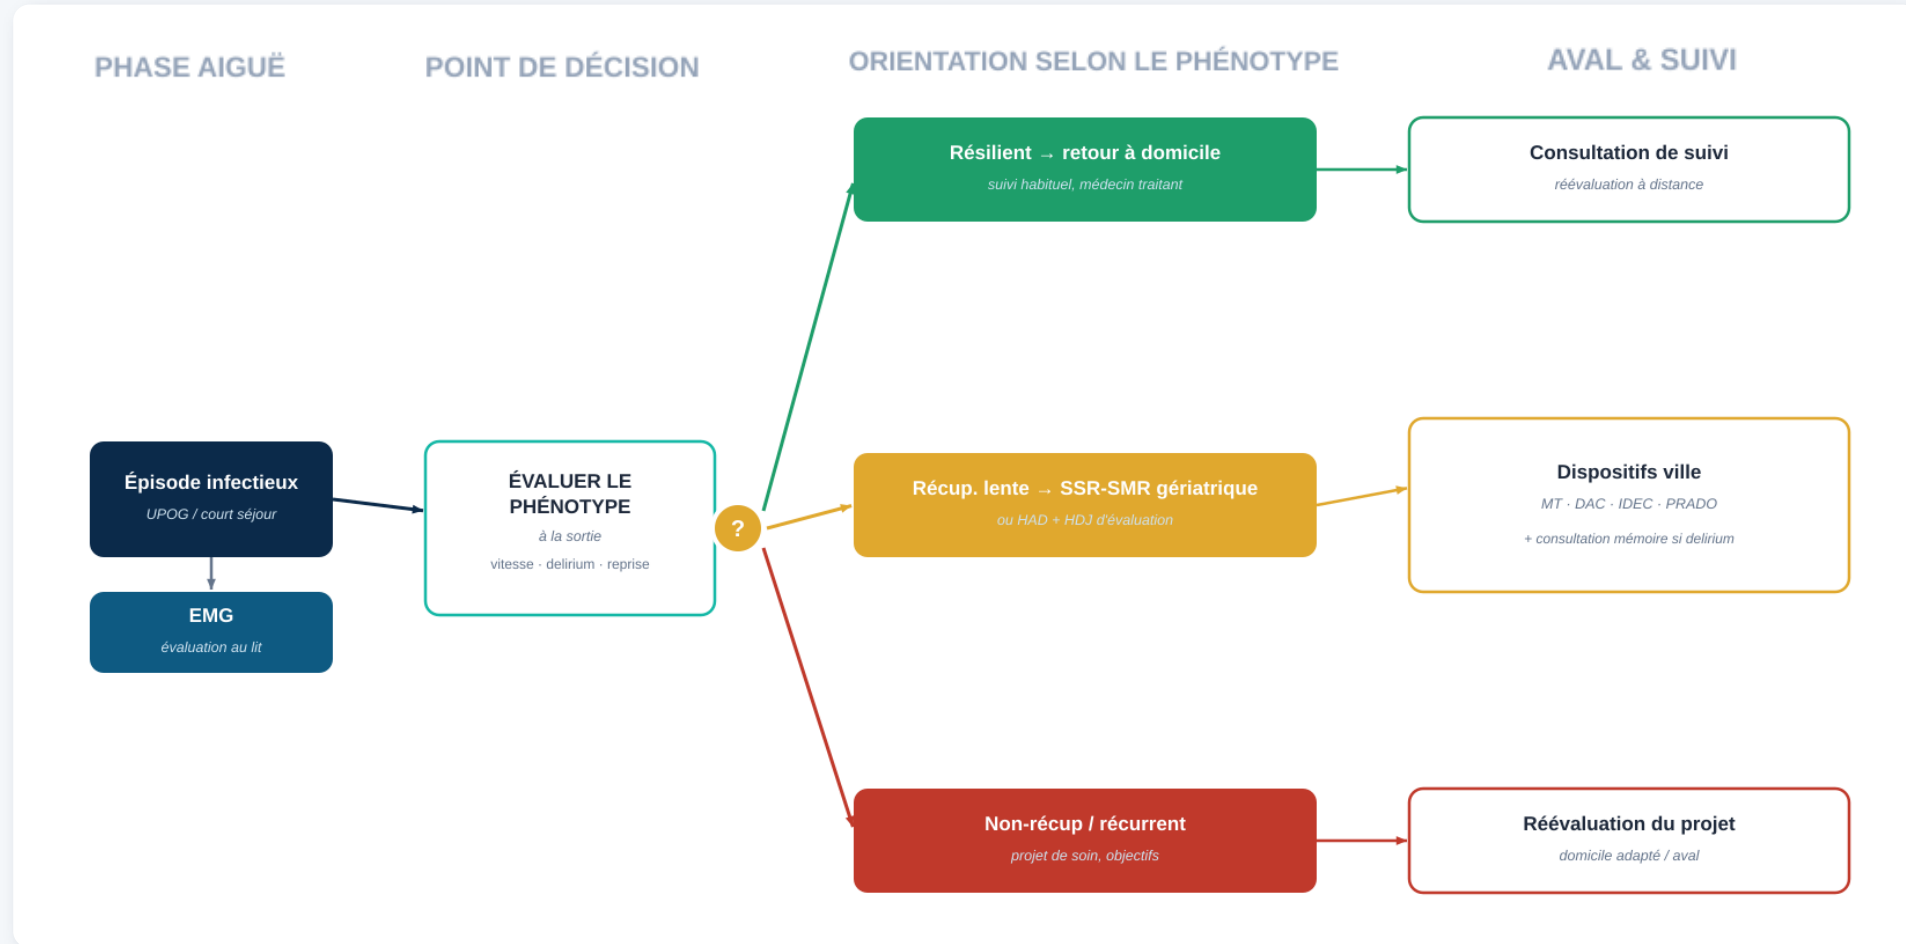 PHASE AIGUË
POINT DE DÉCISION
ORIENTATION SELON LE PHÉNOTYPE
AVAL & SUIVI
Épisode infectieux
UPOG / court séjour
EMG
évaluation au lit
ÉVALUER LE
PHÉNOTYPE
à la sortie
vitesse · delirium · reprise
?
Résilient → retour à domicile
suivi habituel, médecin traitant
Consultation de suivi
réévaluation à distance
Récup. lente → SSR-SMR gériatrique
ou HAD + HDJ d'évaluation
Dispositifs ville
MT · DAC · IDEC · PRADO
+ consultation mémoire si delirium
Non-récup / récurrent
projet de soin, objectifs
Réévaluation du projet
domicile adapté / aval